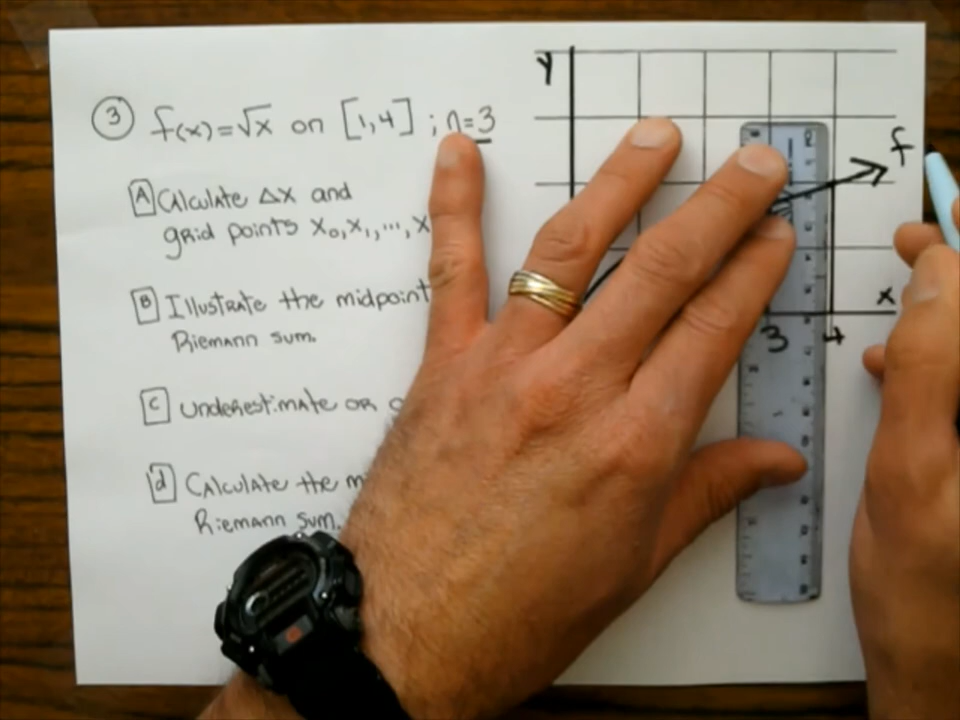 3 f(x)=√x on [1,4] ; n=3
A Calculate Δx and
grid points x₀,x₁,...,x
B Illustrate the midpoint
Riemann sum.
C Underestimate or
d Calculate the
Riemann sum.
y
f
x
3
4